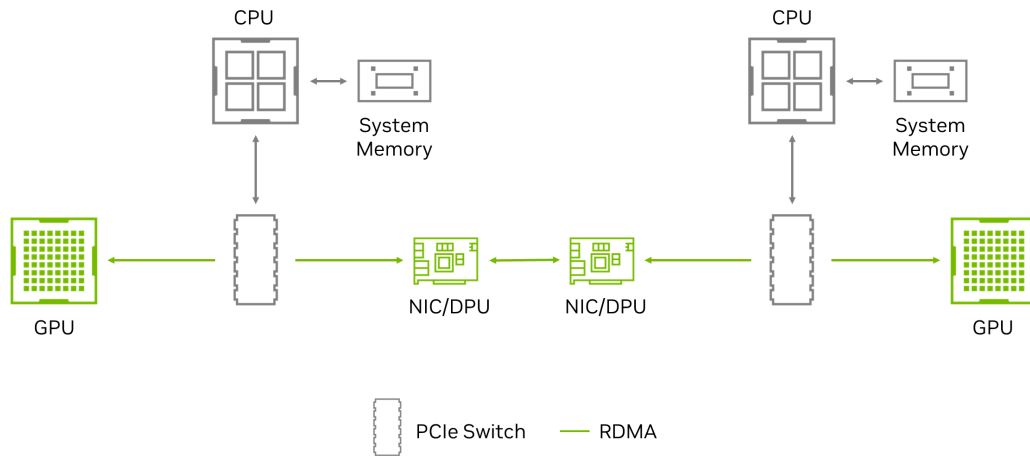 CPU
CPU
System
Memory
System
Memory
GPU
NIC/DPU
NIC/DPU
GPU
PCIe Switch
RDMA